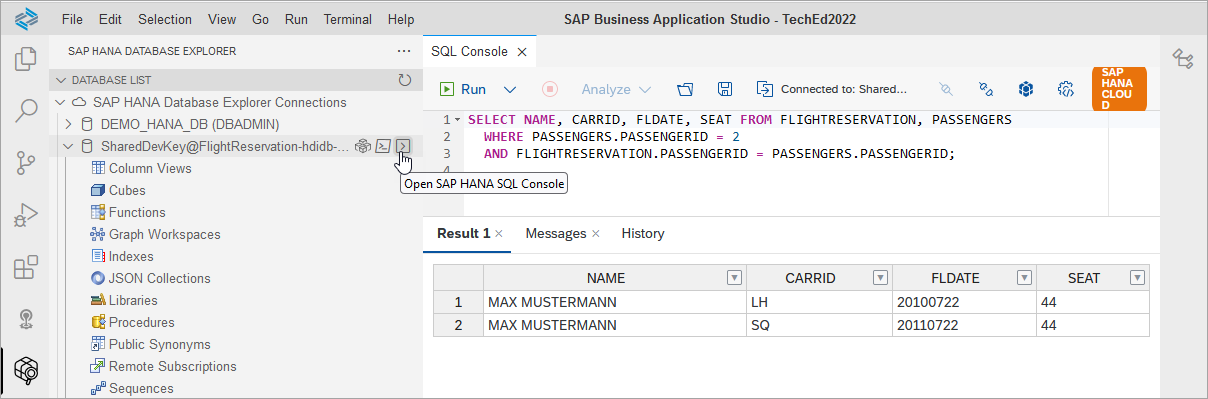 File Edit Selection View Go Run Terminal Help
SAP Business Application Studio - TechEd2022
SAP HANA DATABASE EXPLORER ...
DATABASE LIST
SAP HANA Database Explorer Connections
DEMO_HANA_DB (DBADMIN)
SharedDevKey@FlightReservation-hdidb-...
Column Views
Cubes
Functions
Graph Workspaces
Indexes
JSON Collections
Libraries
Procedures
Public Synonyms
Remote Subscriptions
Sequences
Open SAP HANA SQL Console
SQL Console
Run Analyze Connected to: Shared...
SAP
HANA
CLOU
D
1 SELECT NAME, CARRID, FLDATE, SEAT FROM FLIGHTRESERVATION, PASSENGERS
2 WHERE PASSENGERS.PASSENGERID = 2
3 AND FLIGHTRESERVATION.PASSENGERID = PASSENGERS.PASSENGERID;
4
Result 1 Messages History
NAME CARRID FLDATE SEAT
1 MAX MUSTERMANN LH 20100722 44
2 MAX MUSTERMANN SQ 20110722 44